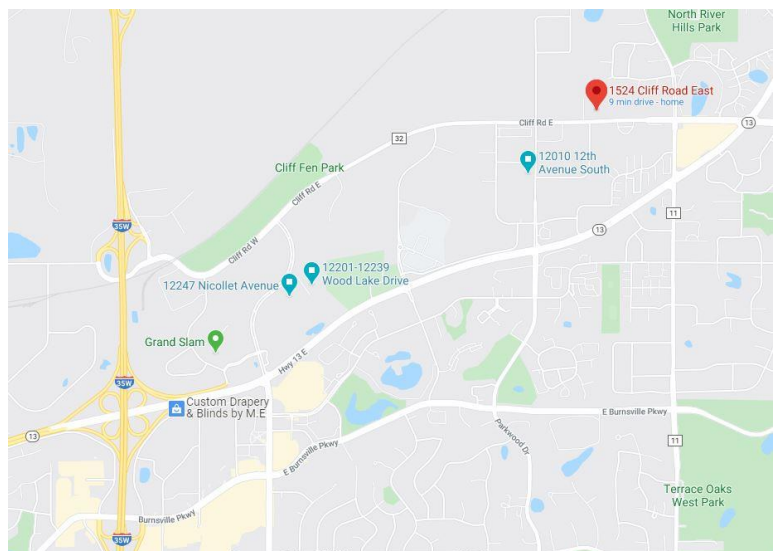 North River
Hills Park
1524 Cliff Road East
9 min drive - home
13
Cliff Rd E
32
12010 12th
Avenue South
Cliff Fen Park
Cliff Rd E
11
35W
13
Cliff Rd W
12201-12239
Wood Lake Drive
12247 Nicollet Avenue
Grand Slam
Hwy 13 E
35W
Custom Drapery
& Blinds by M.E
E Burnsville Pkwy
13
Parkwood Dr
11
E Burnsville Pkwy
Terrace Oaks
West Park
Burnsville Pkwy
35W